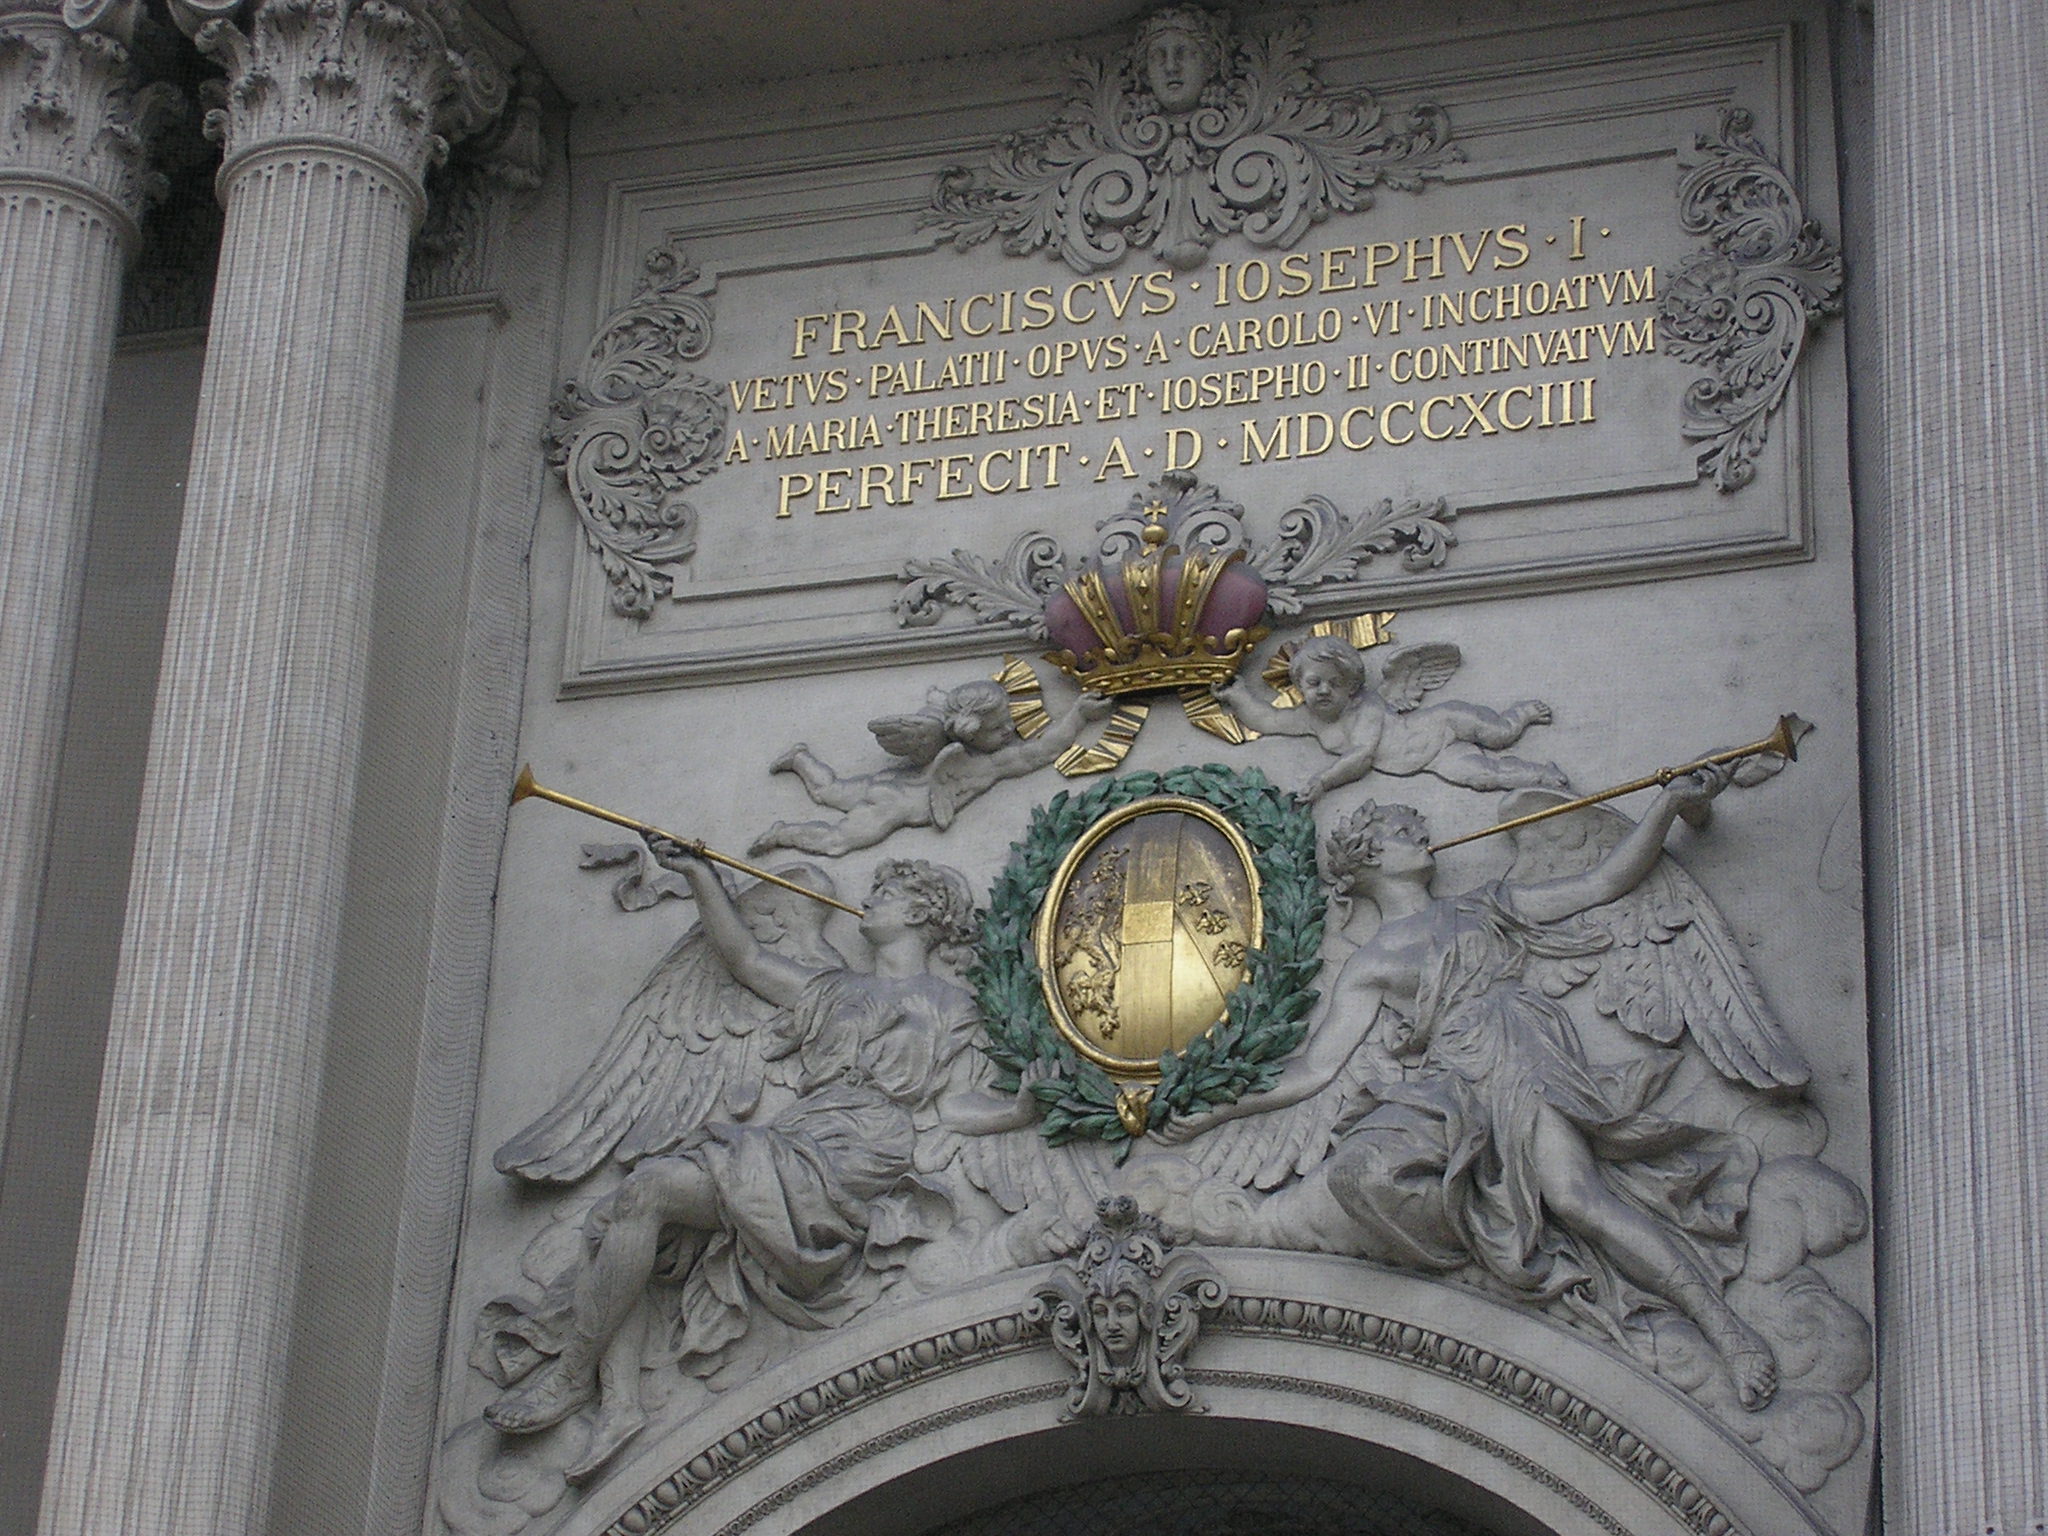 FRANCISCVS · IOSEPHVS · I ·
VETVS · PALATII · OPVS · A · CAROLO · VI · INCHOATVM
A · MARIA · THERESIA · ET · IOSEPHO · II · CONTINVATVM
PERFECIT · A · D · MDCCCXCIII